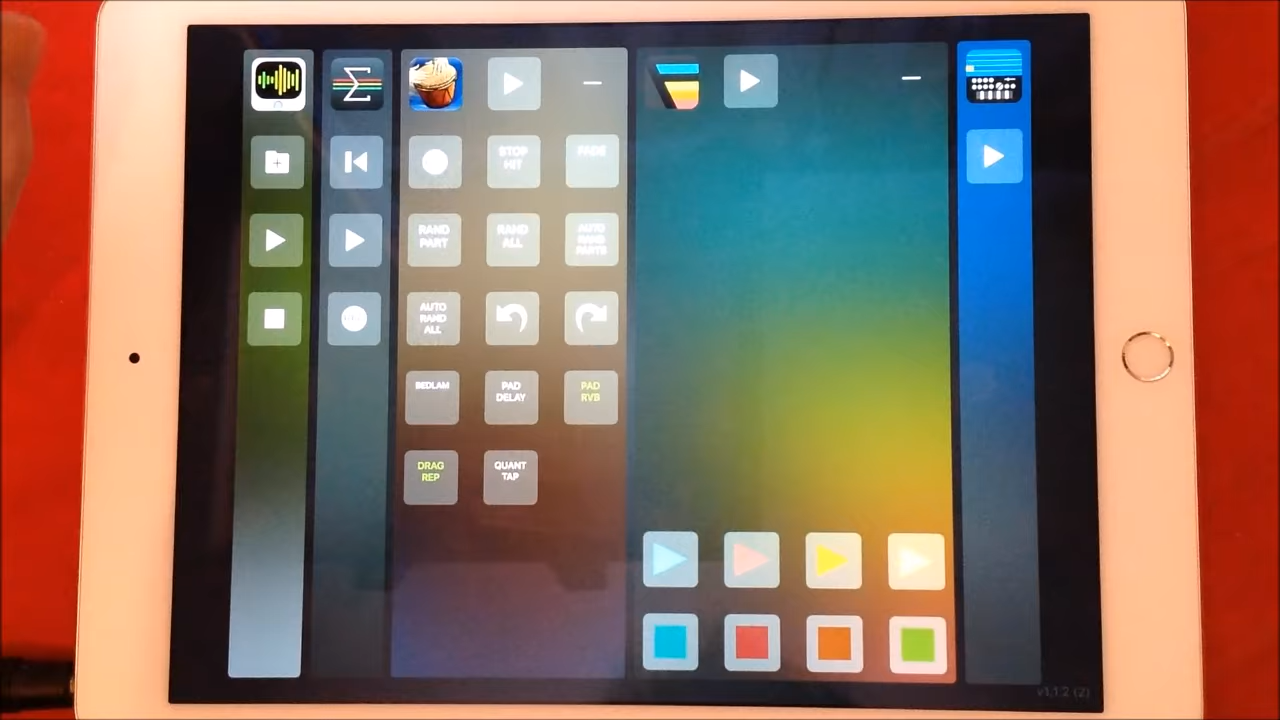 STOP
HIT
FADE
RAND
PART
RAND
ALL
AUTO
RAND
PARTS
AUTO
RAND
ALL
BEDLAM
PAD
DELAY
PAD
RVB
DRAG
REP
QUANT
TAP
v1.1.2 (2)